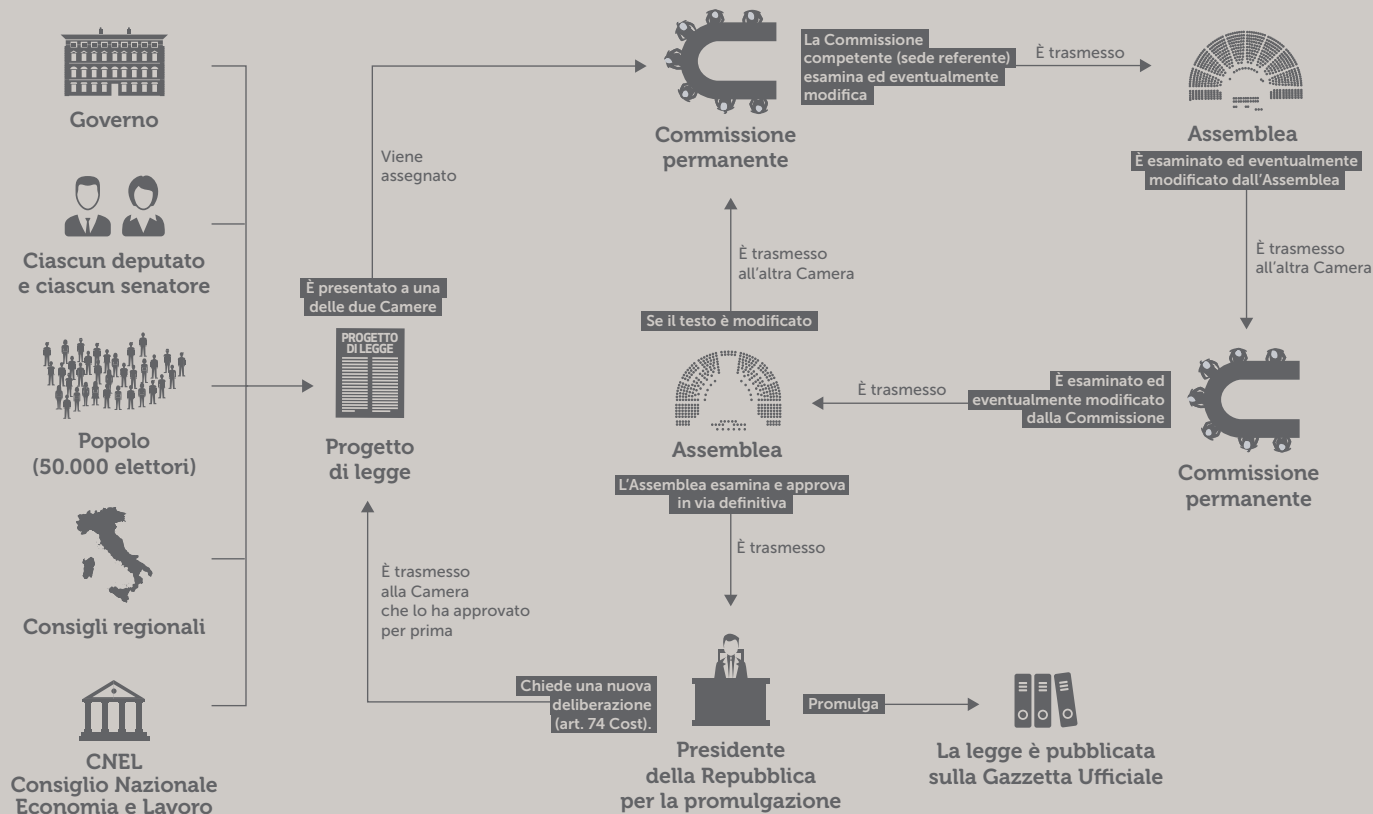 Governo
Ciascun deputato
e ciascun senatore
Popolo
(50.000 elettori)
Consigli regionali
CNEL
Consiglio Nazionale
Economia e Lavoro
È presentato a una
delle due Camere
PROGETTO
DI LEGGE
Progetto
di legge
Viene
assegnato
Commissione
permanente
La Commissione
competente (sede referente)
esamina ed eventualmente
modifica
È trasmesso
Assemblea
È esaminato ed eventualmente
modificato dall'Assemblea
È trasmesso
all'altra Camera
Commissione
permanente
È esaminato ed
eventualmente modificato
dalla Commissione
È trasmesso
Assemblea
Se il testo è modificato
È trasmesso
all'altra Camera
L'Assemblea esamina e approva
in via definitiva
È trasmesso
Presidente
della Repubblica
per la promulgazione
Chiede una nuova
deliberazione
(art. 74 Cost).
È trasmesso
alla Camera
che lo ha approvato
per prima
Promulga
La legge è pubblicata
sulla Gazzetta Ufficiale